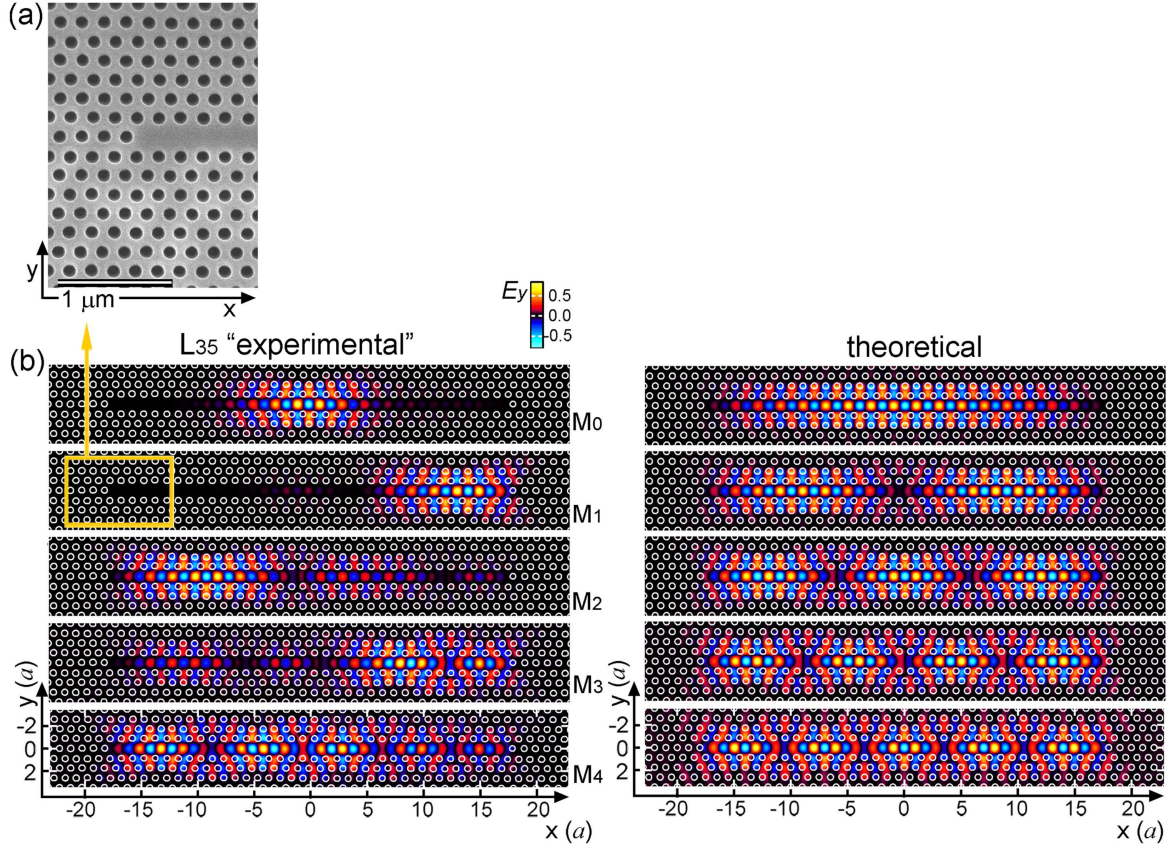 (a)
y
1 μm
x
Ey
0.5
0.0
-0.5
(b)
L35 “experimental”
theoretical
M0
M1
M2
M3
M4
y (a)
-2
0
2
-20 -15 -10 -5 0 5 10 15 20
x (a)
y (a)
-2
0
2
-20 -15 -10 -5 0 5 10 15 20
x (a)